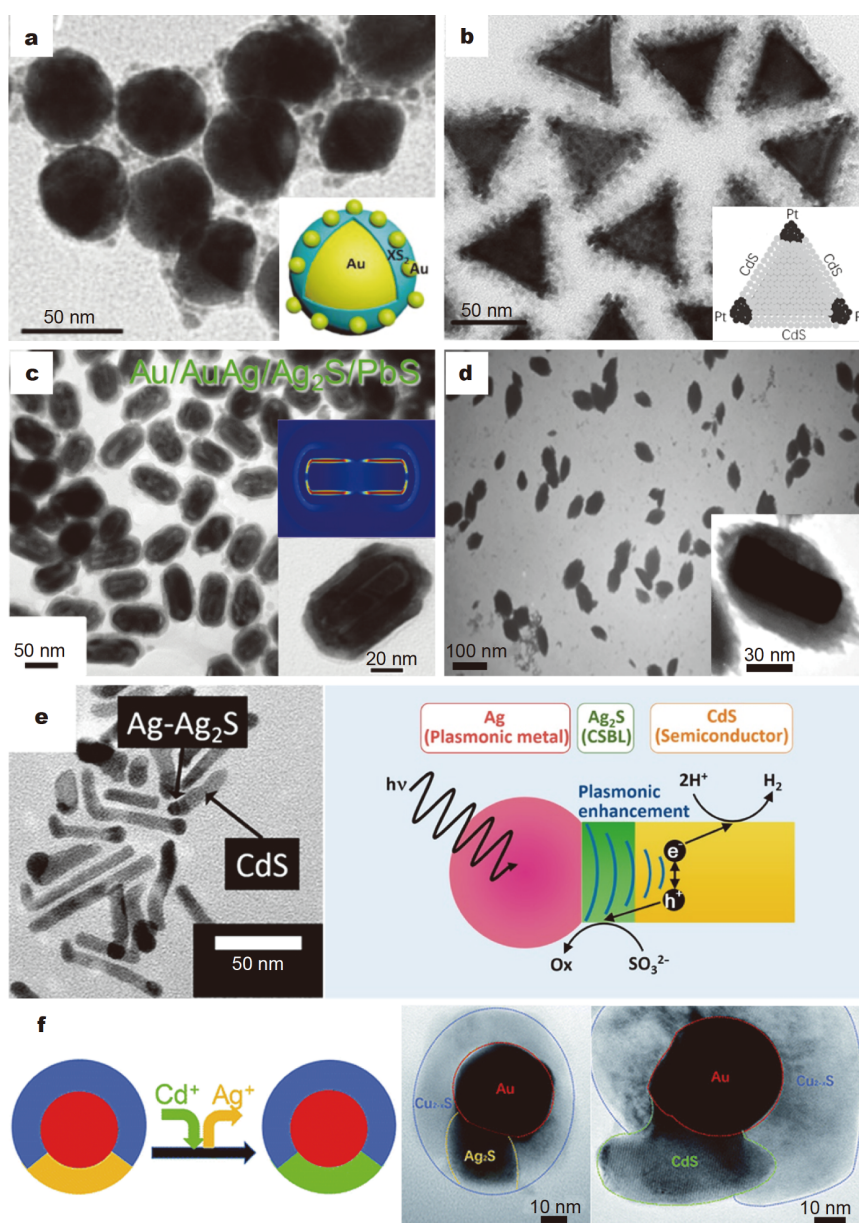 a
Au
XS₂
Au
50 nm
b
Pt
CdS
CdS
Pt
P
CdS
50 nm
c
Au/AuAg/Ag₂S/PbS
50 nm
20 nm
d
100 nm
30 nm
e
Ag-Ag₂S
CdS
50 nm
Ag
(Plasmonic metal)
Ag₂S
(CSBL)
CdS
(Semiconductor)
hν
Plasmonic
enhancement
2H⁺
H₂
e⁻
h⁺
Ox
SO₃²⁻
f
Cd⁺
Ag⁺
Au
Cu₂₋ₓS
Ag₂S
10 nm
Au
Cu₂₋ₓS
CdS
10 nm